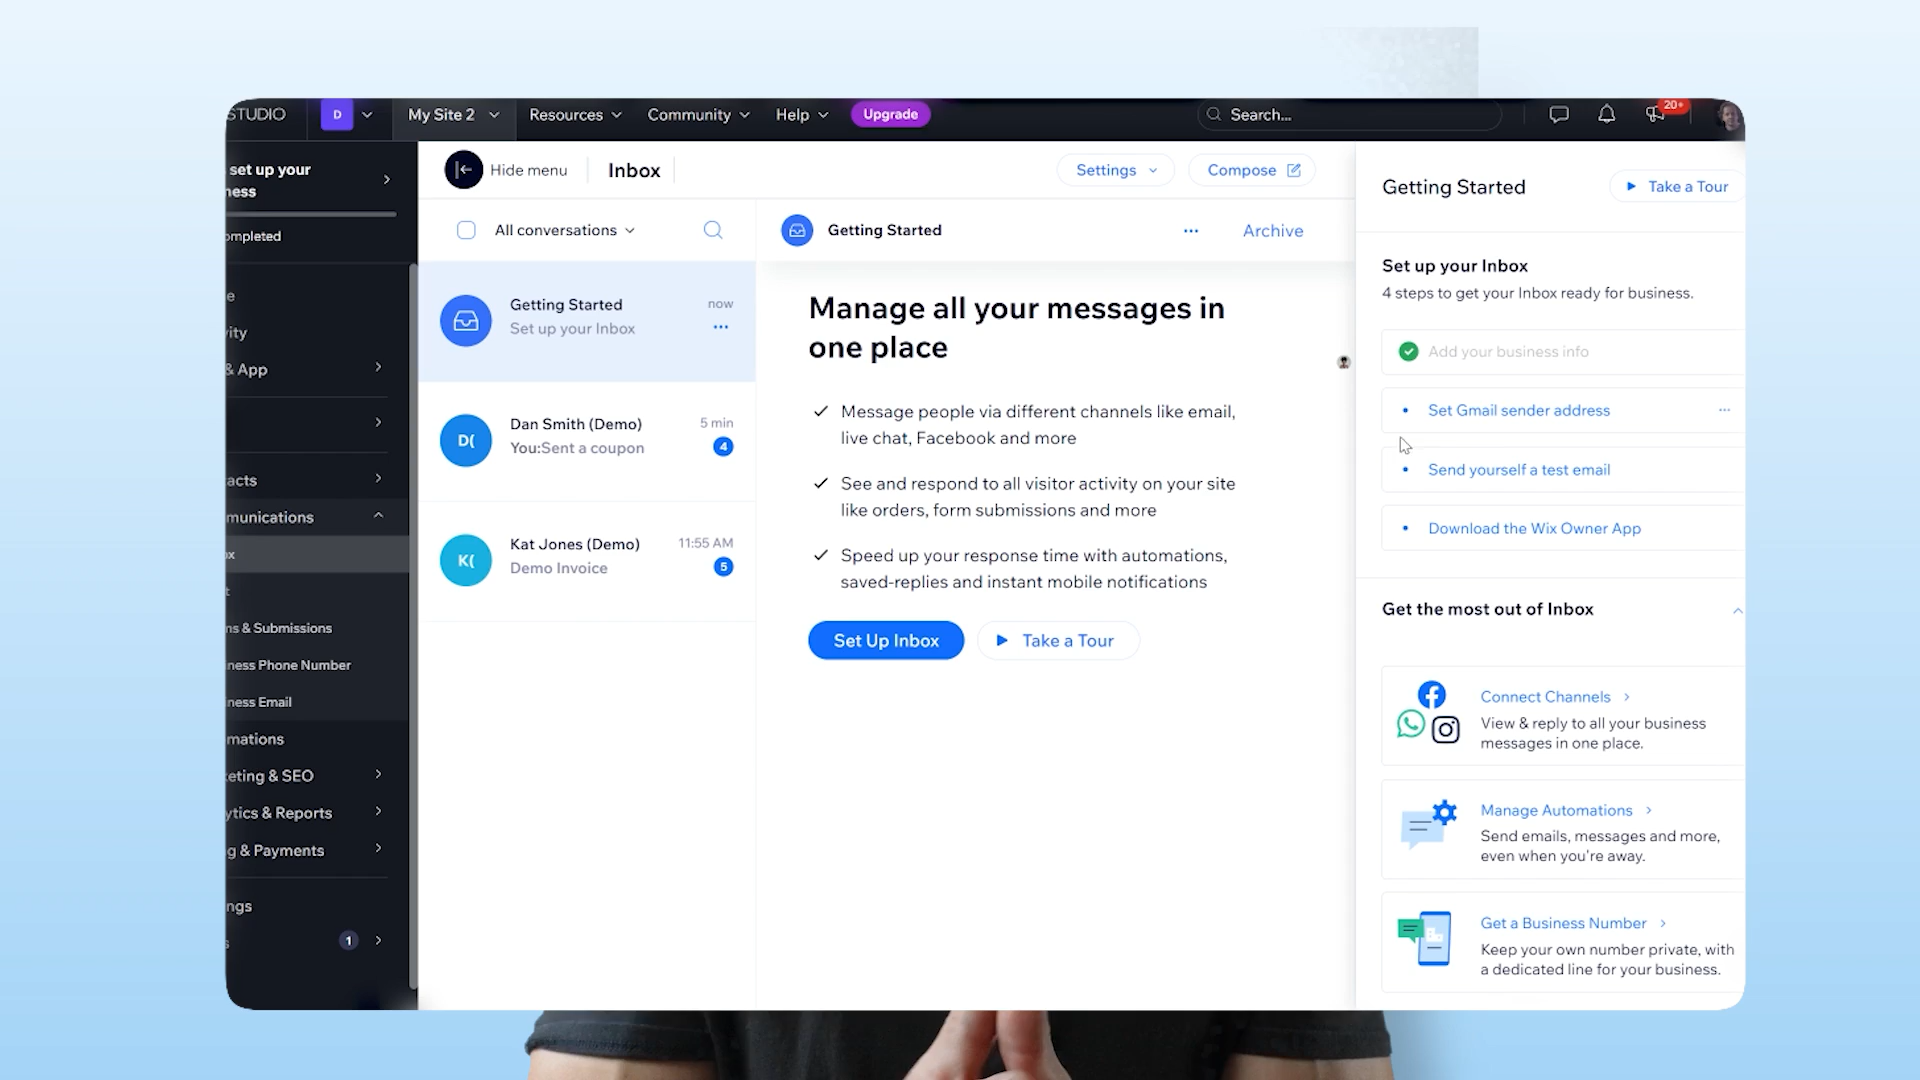 STUDIO
D
My Site 2
Resources
Community
Help
Upgrade
Search...
20+
set up your
ness
ompleted
e
ity
& App
acts
munications
ox
t
ns & Submissions
ness Phone Number
ness Email
mations
eting & SEO
ytics & Reports
g & Payments
ngs
s
1
Hide menu
Inbox
Settings
Compose
All conversations
Getting Started
now
Set up your Inbox
...
Dan Smith (Demo)
5 min
You:Sent a coupon
4
D(
Kat Jones (Demo)
11:55 AM
Demo Invoice
5
K(
Getting Started
...
Archive
Manage all your messages in
one place
Message people via different channels like email,
live chat, Facebook and more
See and respond to all visitor activity on your site
like orders, form submissions and more
Speed up your response time with automations,
saved-replies and instant mobile notifications
Set Up Inbox
Take a Tour
Getting Started
Take a Tour
Set up your Inbox
4 steps to get your Inbox ready for business.
Add your business info
Set Gmail sender address
...
Send yourself a test email
Download the Wix Owner App
Get the most out of Inbox
Connect Channels
View & reply to all your business
messages in one place.
Manage Automations
Send emails, messages and more,
even when you're away.
Get a Business Number
Keep your own number private, with
a dedicated line for your business.